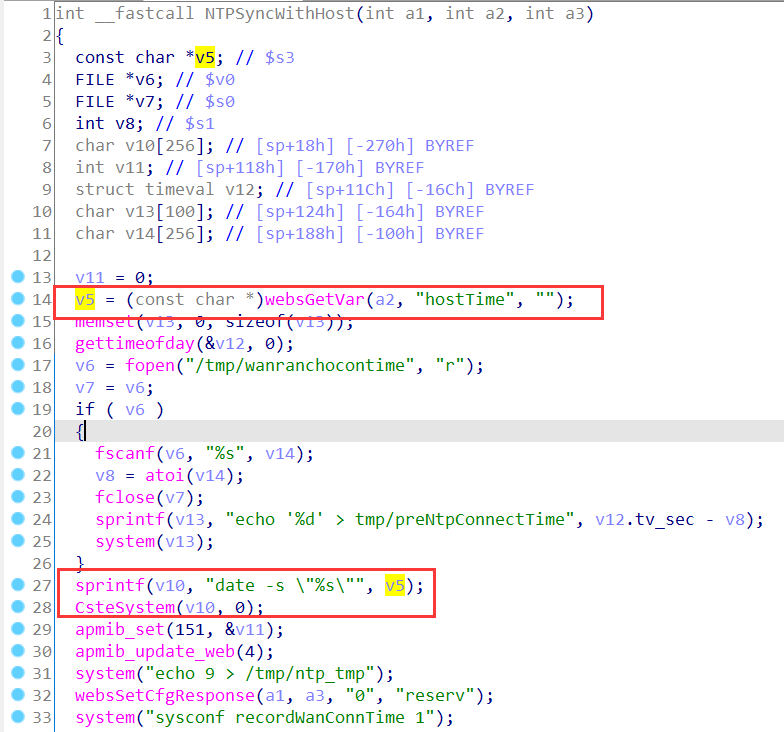 1 int __fastcall NTPSyncWithHost(int a1, int a2, int a3)
2 {
3 const char *v5; // $s3
4 FILE *v6; // $v0
5 FILE *v7; // $s0
6 int v8; // $s1
7 char v10[256]; // [sp+18h] [-270h] BYREF
8 int v11; // [sp+118h] [-170h] BYREF
9 struct timeval v12; // [sp+11Ch] [-16Ch] BYREF
10 char v13[100]; // [sp+124h] [-164h] BYREF
11 char v14[256]; // [sp+188h] [-100h] BYREF
12
13 v11 = 0;
14 v5 = (const char *)websGetVar(a2, "hostTime", "");
15 memset(v13, 0, sizeof(v13));
16 gettimeofday(&v12, 0);
17 v6 = fopen("/tmp/wanranchocontime", "r");
18 v7 = v6;
19 if ( v6 )
20 {
21 fscanf(v6, "%s", v14);
22 v8 = atoi(v14);
23 fclose(v7);
24 sprintf(v13, "echo '%d' > tmp/preNtpConnectTime", v12.tv_sec - v8);
25 system(v13);
26 }
27 sprintf(v10, "date -s \"%s\"", v5);
28 CsteSystem(v10, 0);
29 apmib_set(151, &v11);
30 apmib_update_web(4);
31 system("echo 9 > /tmp/ntp_tmp");
32 websSetCfgResponse(a1, a3, "0", "reserv");
33 system("sysconf recordWanConnTime 1");